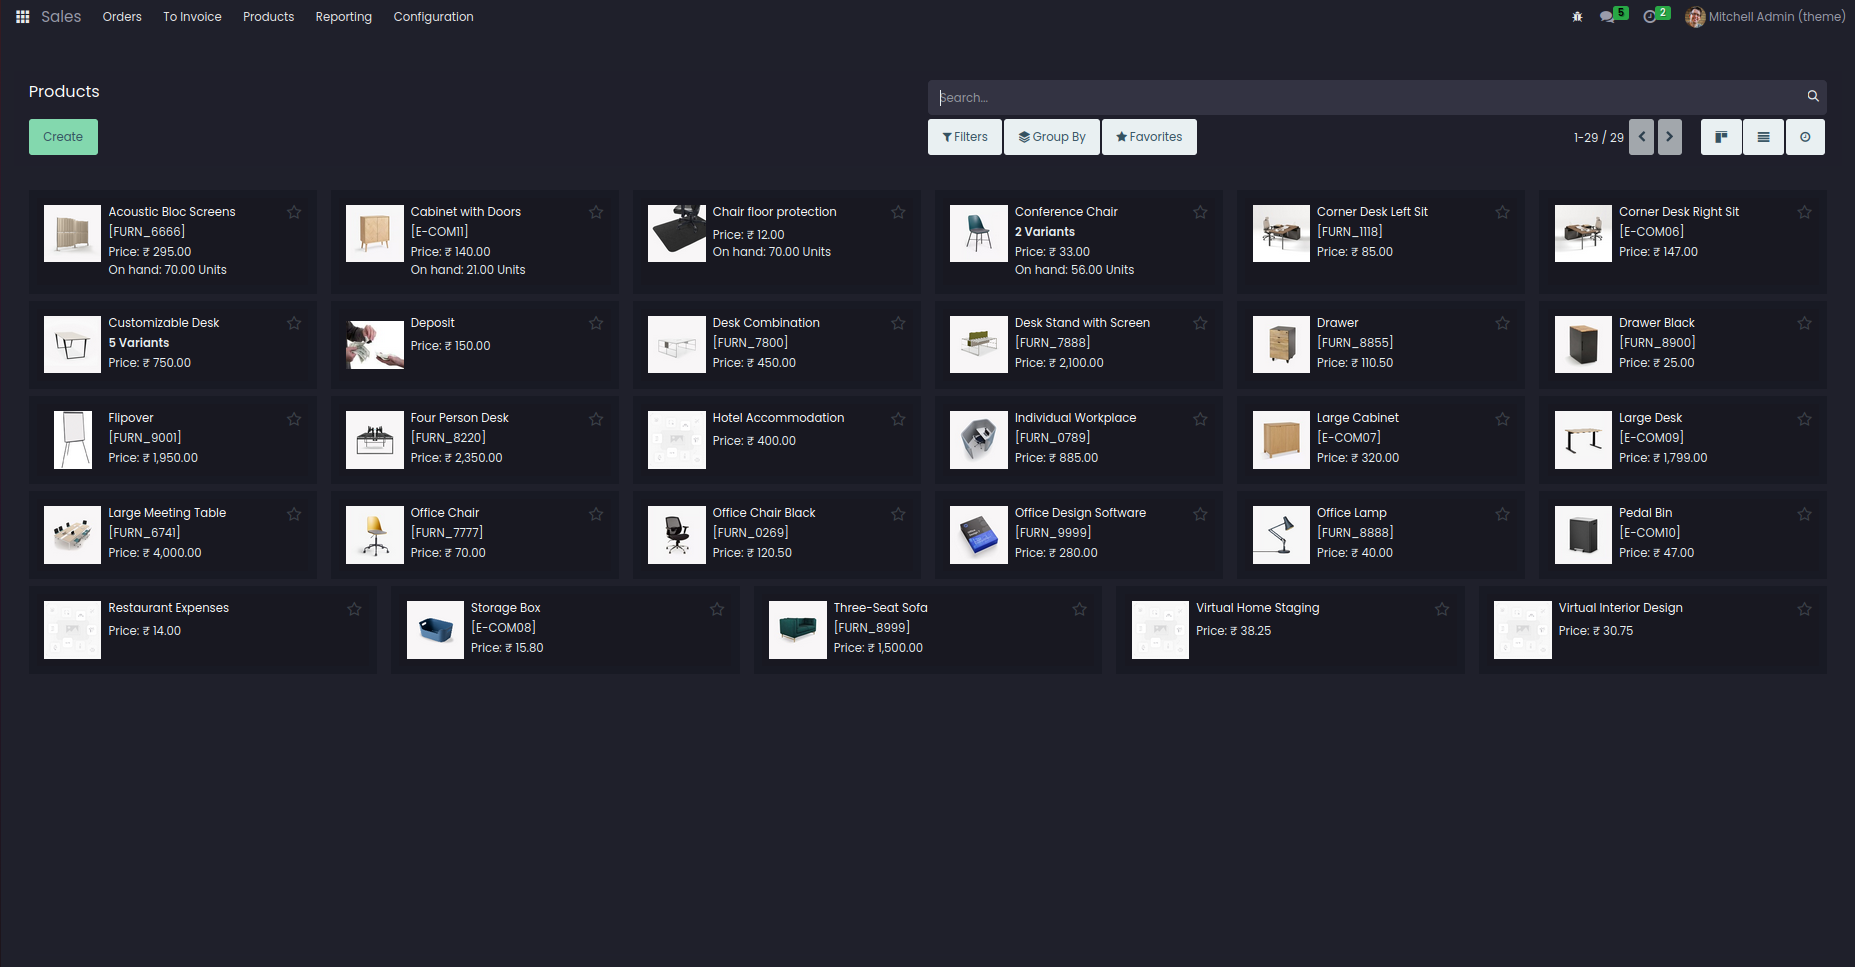 Sales Orders To Invoice Products Reporting Configuration 5 2 Mitchell Admin (theme)
Products
Search...
Create
Filters Group By Favorites 1-29 / 29
Acoustic Bloc Screens
[FURN_6666]
Price: ₹ 295.00
On hand: 70.00 Units
Cabinet with Doors
[E-COM11]
Price: ₹ 140.00
On hand: 21.00 Units
Chair floor protection
Price: ₹ 12.00
On hand: 70.00 Units
Conference Chair
2 Variants
Price: ₹ 33.00
On hand: 56.00 Units
Corner Desk Left Sit
[FURN_1118]
Price: ₹ 85.00
Corner Desk Right Sit
[E-COM06]
Price: ₹ 147.00
Customizable Desk
5 Variants
Price: ₹ 750.00
Deposit
Price: ₹ 150.00
Desk Combination
[FURN_7800]
Price: ₹ 450.00
Desk Stand with Screen
[FURN_7888]
Price: ₹ 2,100.00
Drawer
[FURN_8855]
Price: ₹ 110.50
Drawer Black
[FURN_8900]
Price: ₹ 25.00
Flipover
[FURN_9001]
Price: ₹ 1,950.00
Four Person Desk
[FURN_8220]
Price: ₹ 2,350.00
Hotel Accommodation
Price: ₹ 400.00
Individual Workplace
[FURN_0789]
Price: ₹ 885.00
Large Cabinet
[E-COM07]
Price: ₹ 320.00
Large Desk
[E-COM09]
Price: ₹ 1,799.00
Large Meeting Table
[FURN_6741]
Price: ₹ 4,000.00
Office Chair
[FURN_7777]
Price: ₹ 70.00
Office Chair Black
[FURN_0269]
Price: ₹ 120.50
Office Design Software
[FURN_9999]
Price: ₹ 280.00
Office Lamp
[FURN_8888]
Price: ₹ 40.00
Pedal Bin
[E-COM10]
Price: ₹ 47.00
Restaurant Expenses
Price: ₹ 14.00
Storage Box
[E-COM08]
Price: ₹ 15.80
Three-Seat Sofa
[FURN_8999]
Price: ₹ 1,500.00
Virtual Home Staging
Price: ₹ 38.25
Virtual Interior Design
Price: ₹ 30.75